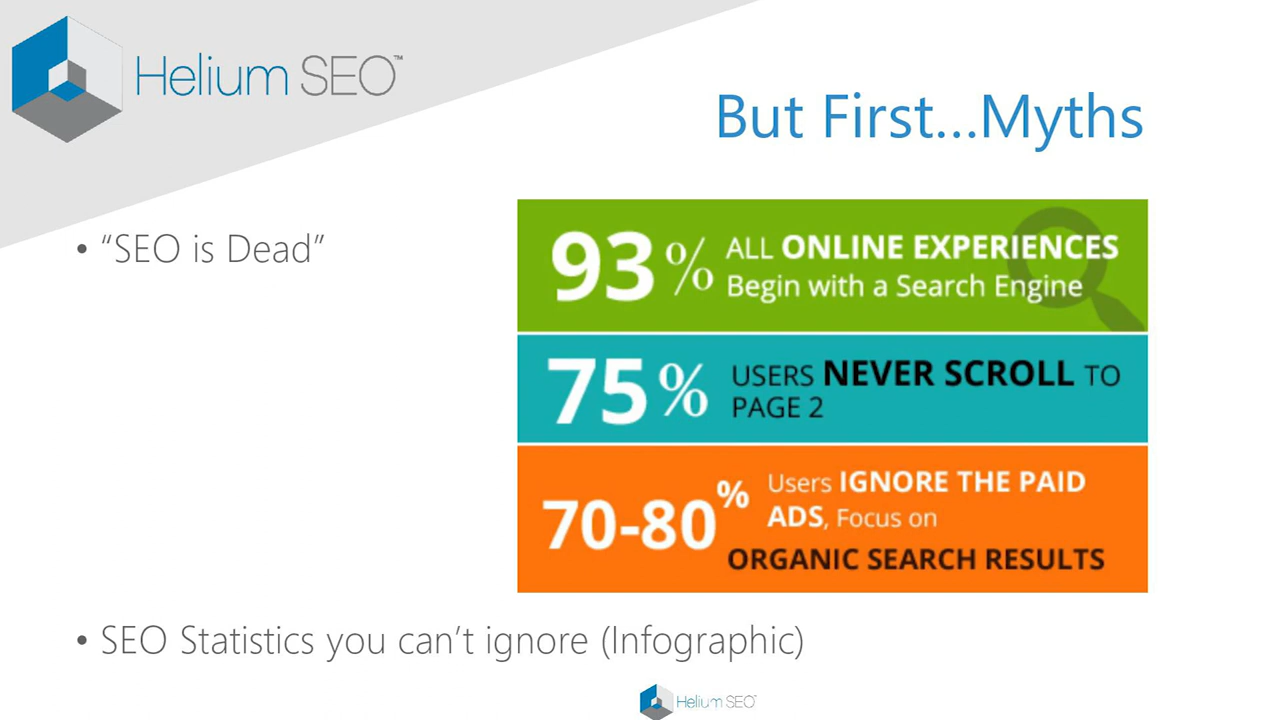 Helium SEO™
But First...Myths
• “SEO is Dead”
93% ALL ONLINE EXPERIENCES
Begin with a Search Engine
75% USERS NEVER SCROLL TO
PAGE 2
70-80% Users IGNORE THE PAID
ADS, Focus on
ORGANIC SEARCH RESULTS
• SEO Statistics you can’t ignore (Infographic)
Helium SEO™